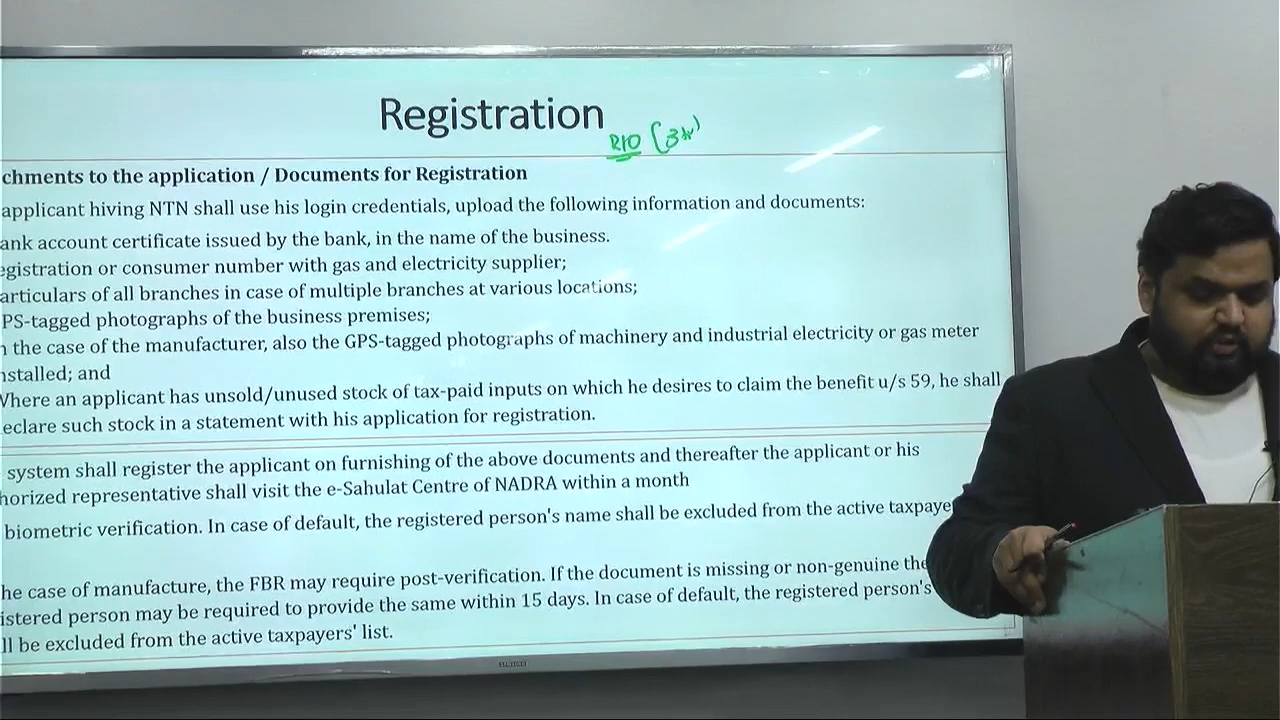 Registration
R10 (3)
chments to the application / Documents for Registration
applicant hiving NTN shall use his login credentials, upload the following information and documents:
ank account certificate issued by the bank, in the name of the business.
egistration or consumer number with gas and electricity supplier;
articulars of all branches in case of multiple branches at various locations;
PS-tagged photographs of the business premises;
n the case of the manufacturer, also the GPS-tagged photographs of machinery and industrial electricity or gas meter
nstalled; and
Where an applicant has unsold/unused stock of tax-paid inputs on which he desires to claim the benefit u/s 59, he shall
eclare such stock in a statement with his application for registration.
system shall register the applicant on furnishing of the above documents and thereafter the applicant or his
horized representative shall visit the e-Sahulat Centre of NADRA within a month
biometric verification. In case of default, the registered person's name shall be excluded from the active taxpaye
he case of manufacture, the FBR may require post-verification. If the document is missing or non-genuine the
istered person may be required to provide the same within 15 days. In case of default, the registered person's
ll be excluded from the active taxpayers' list.